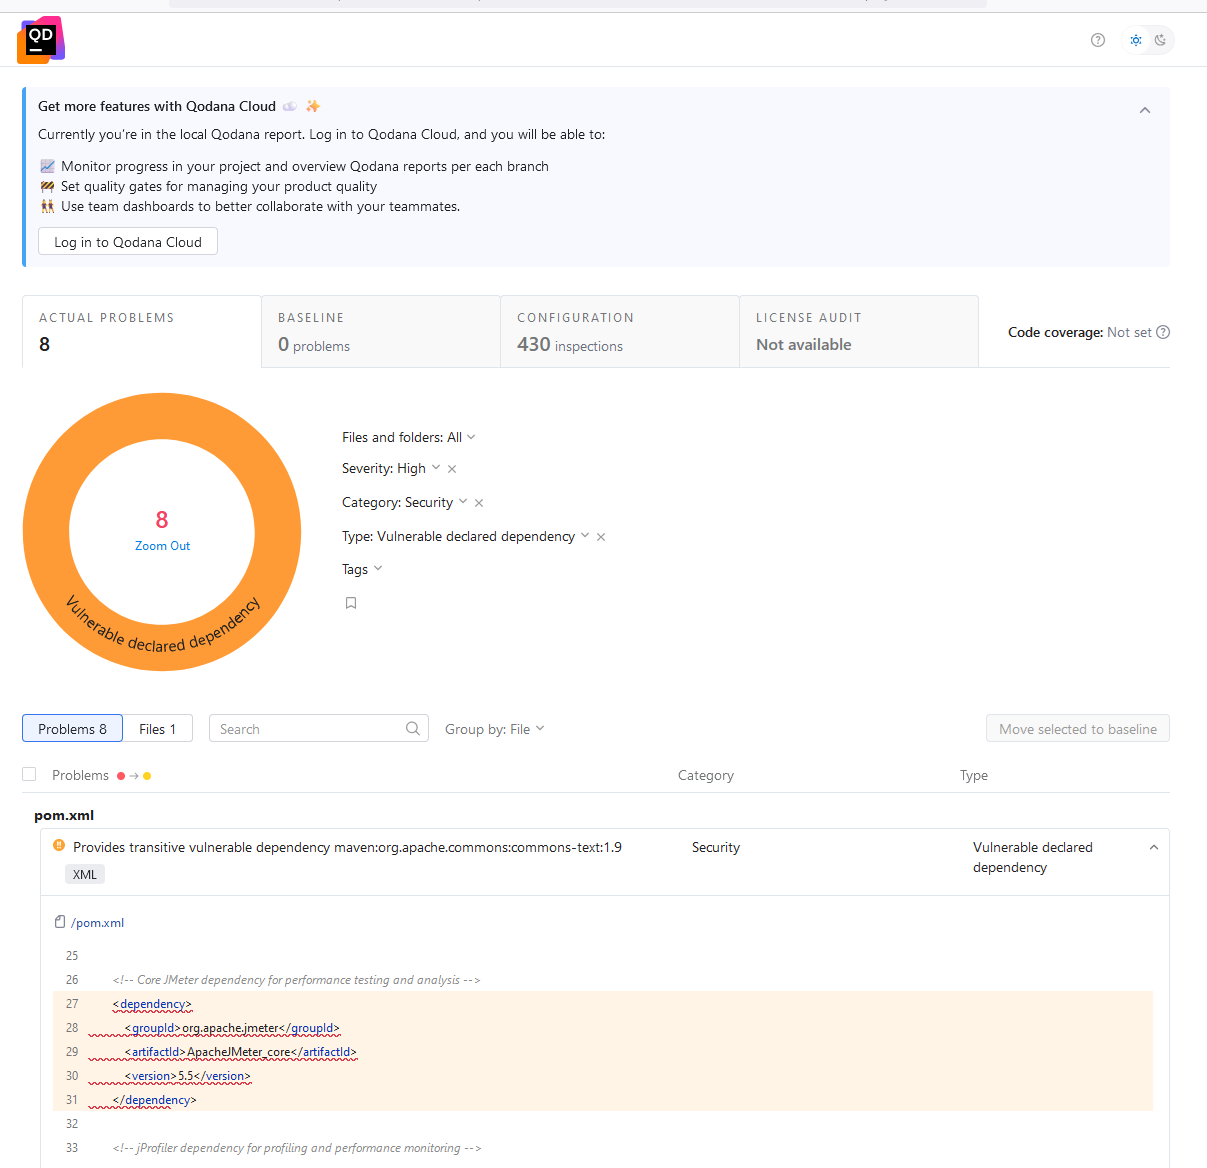 QD
Get more features with Qodana Cloud
Currently you're in the local Qodana report. Log in to Qodana Cloud, and you will be able to:
Monitor progress in your project and overview Qodana reports per each branch
Set quality gates for managing your product quality
Use team dashboards to better collaborate with your teammates.
Log in to Qodana Cloud
ACTUAL PROBLEMS
8
BASELINE
0 problems
CONFIGURATION
430 inspections
LICENSE AUDIT
Not available
Code coverage: Not set
8
Zoom Out
Vulnerable declared dependency
Files and folders: All
Severity: High
Category: Security
Type: Vulnerable declared dependency
Tags
Problems 8
Files 1
Search
Group by: File
Move selected to baseline
Problems
Category
Type
pom.xml
Provides transitive vulnerable dependency maven:org.apache.commons:commons-text:1.9
Security
Vulnerable declared
dependency
XML
/pom.xml
25
26 <!-- Core JMeter dependency for performance testing and analysis -->
27 <dependency>
28 <groupId>org.apache.jmeter</groupId>
29 <artifactId>ApacheJMeter_core</artifactId>
30 <version>5.5</version>
31 </dependency>
32
33 <!-- jProfiler dependency for profiling and performance monitoring -->